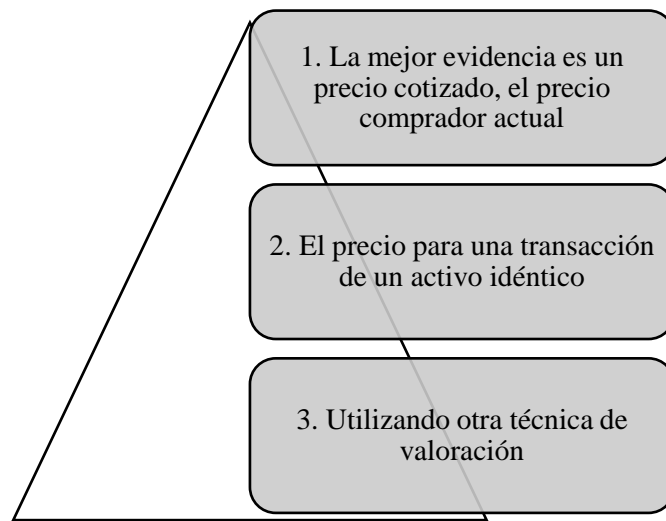 1. La mejor evidencia es un
precio cotizado, el precio
comprador actual
2. El precio para una transacción
de un activo idéntico
3. Utilizando otra técnica de
valoración